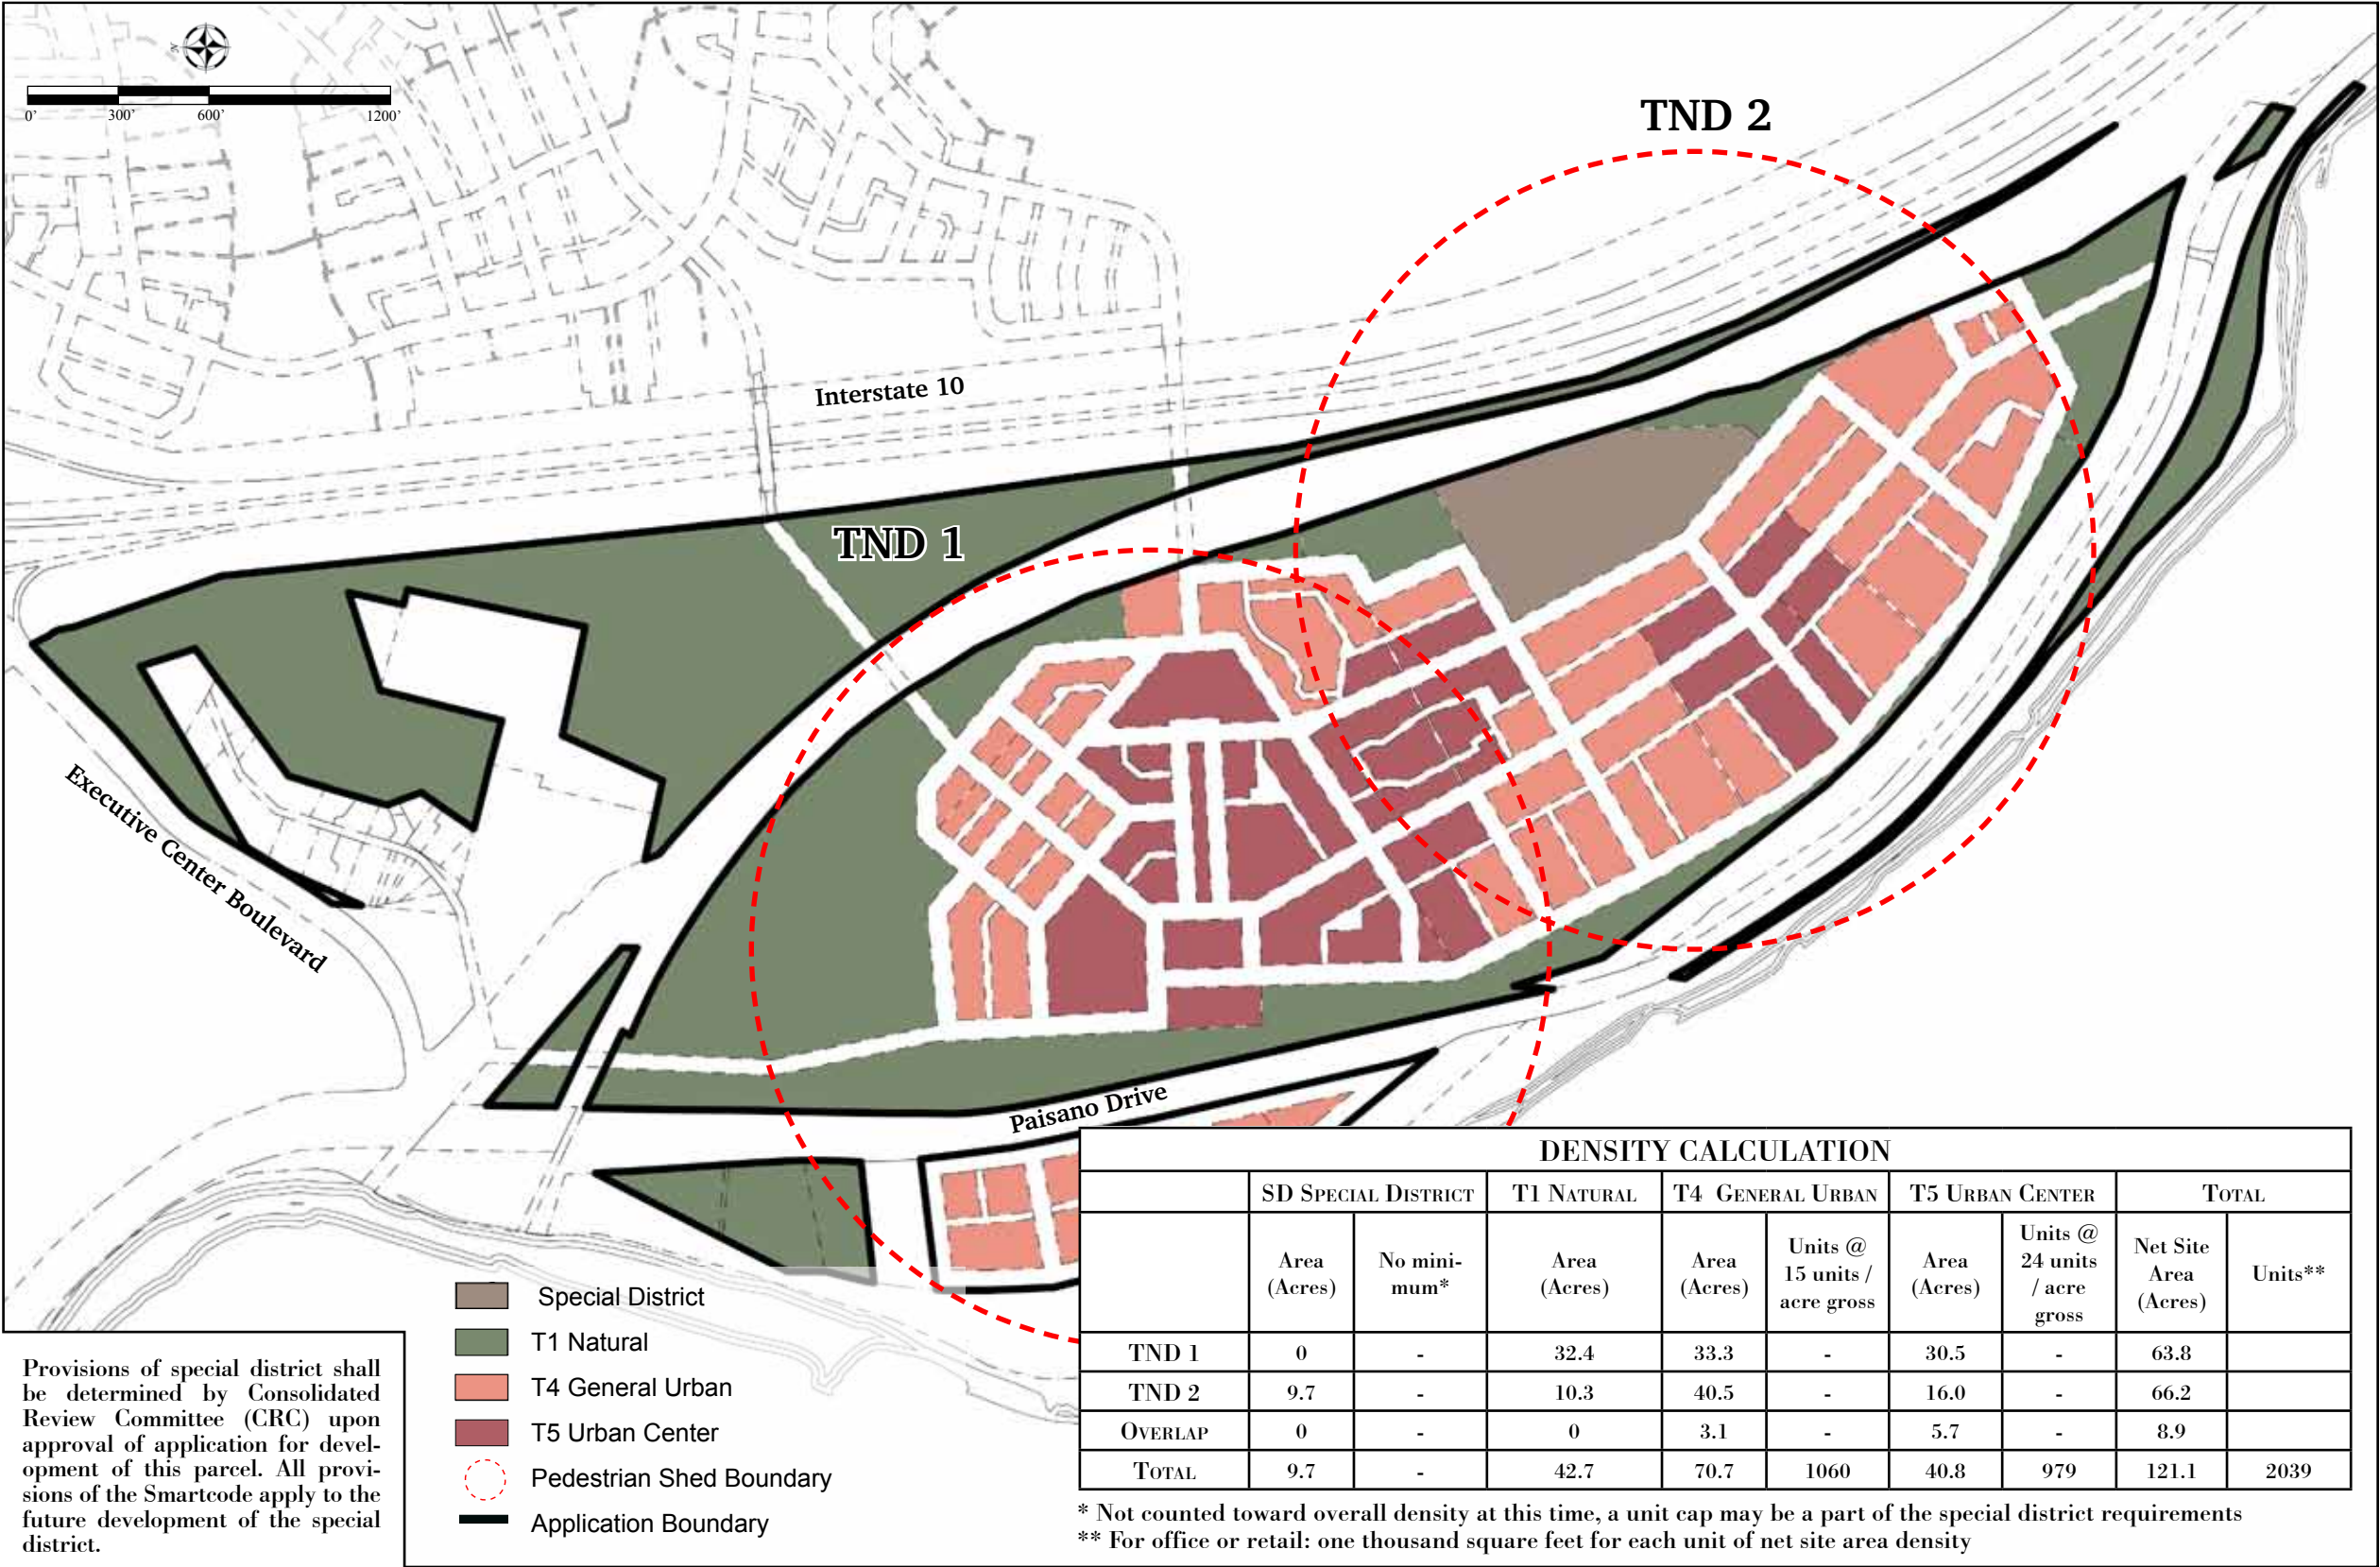 N
0' 300' 600' 1200'
TND 2
Interstate 10
TND 1
Executive Center Boulevard
Paisano Drive
Special District
T1 Natural
T4 General Urban
T5 Urban Center
Pedestrian Shed Boundary
Application Boundary
Provisions of special district shall
be determined by Consolidated
Review Committee (CRC) upon
approval of application for devel-
opment of this parcel. All provi-
sions of the Smartcode apply to the
future development of the special
district.
DENSITY CALCULATION
SD Special District T1 Natural T4 General Urban T5 Urban Center Total
Area (Acres) No mini-mum* Area (Acres) Area (Acres) Units @ 15 units / acre gross Area (Acres) Units @ 24 units / acre gross Net Site Area (Acres) Units**
TND 1 0 - 32.4 33.3 - 30.5 - 63.8
TND 2 9.7 - 10.3 40.5 - 16.0 - 66.2
Overlap 0 - 0 3.1 - 5.7 - 8.9
Total 9.7 - 42.7 70.7 1060 40.8 979 121.1 2039
* Not counted toward overall density at this time, a unit cap may be a part of the special district requirements
** For office or retail: one thousand square feet for each unit of net site area density